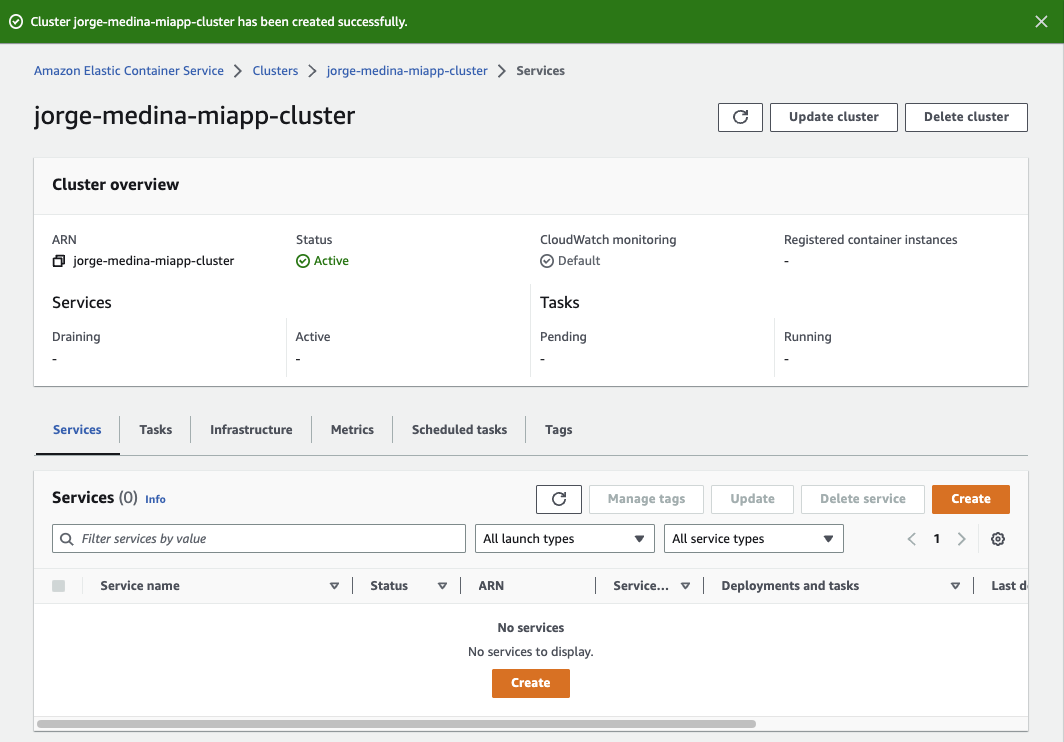 Cluster jorge-medina-miapp-cluster has been created successfully.
Amazon Elastic Container Service > Clusters > jorge-medina-miapp-cluster > Services
jorge-medina-miapp-cluster
Update cluster
Delete cluster
Cluster overview
ARN
jorge-medina-miapp-cluster
Status
Active
CloudWatch monitoring
Default
Registered container instances
-
Services
Draining
-
Active
-
Tasks
Pending
-
Running
-
Services
Tasks
Infrastructure
Metrics
Scheduled tasks
Tags
Services (0) Info
Manage tags
Update
Delete service
Create
Filter services by value
All launch types
All service types
1
Service name
Status
ARN
Service...
Deployments and tasks
Last d
No services
No services to display.
Create